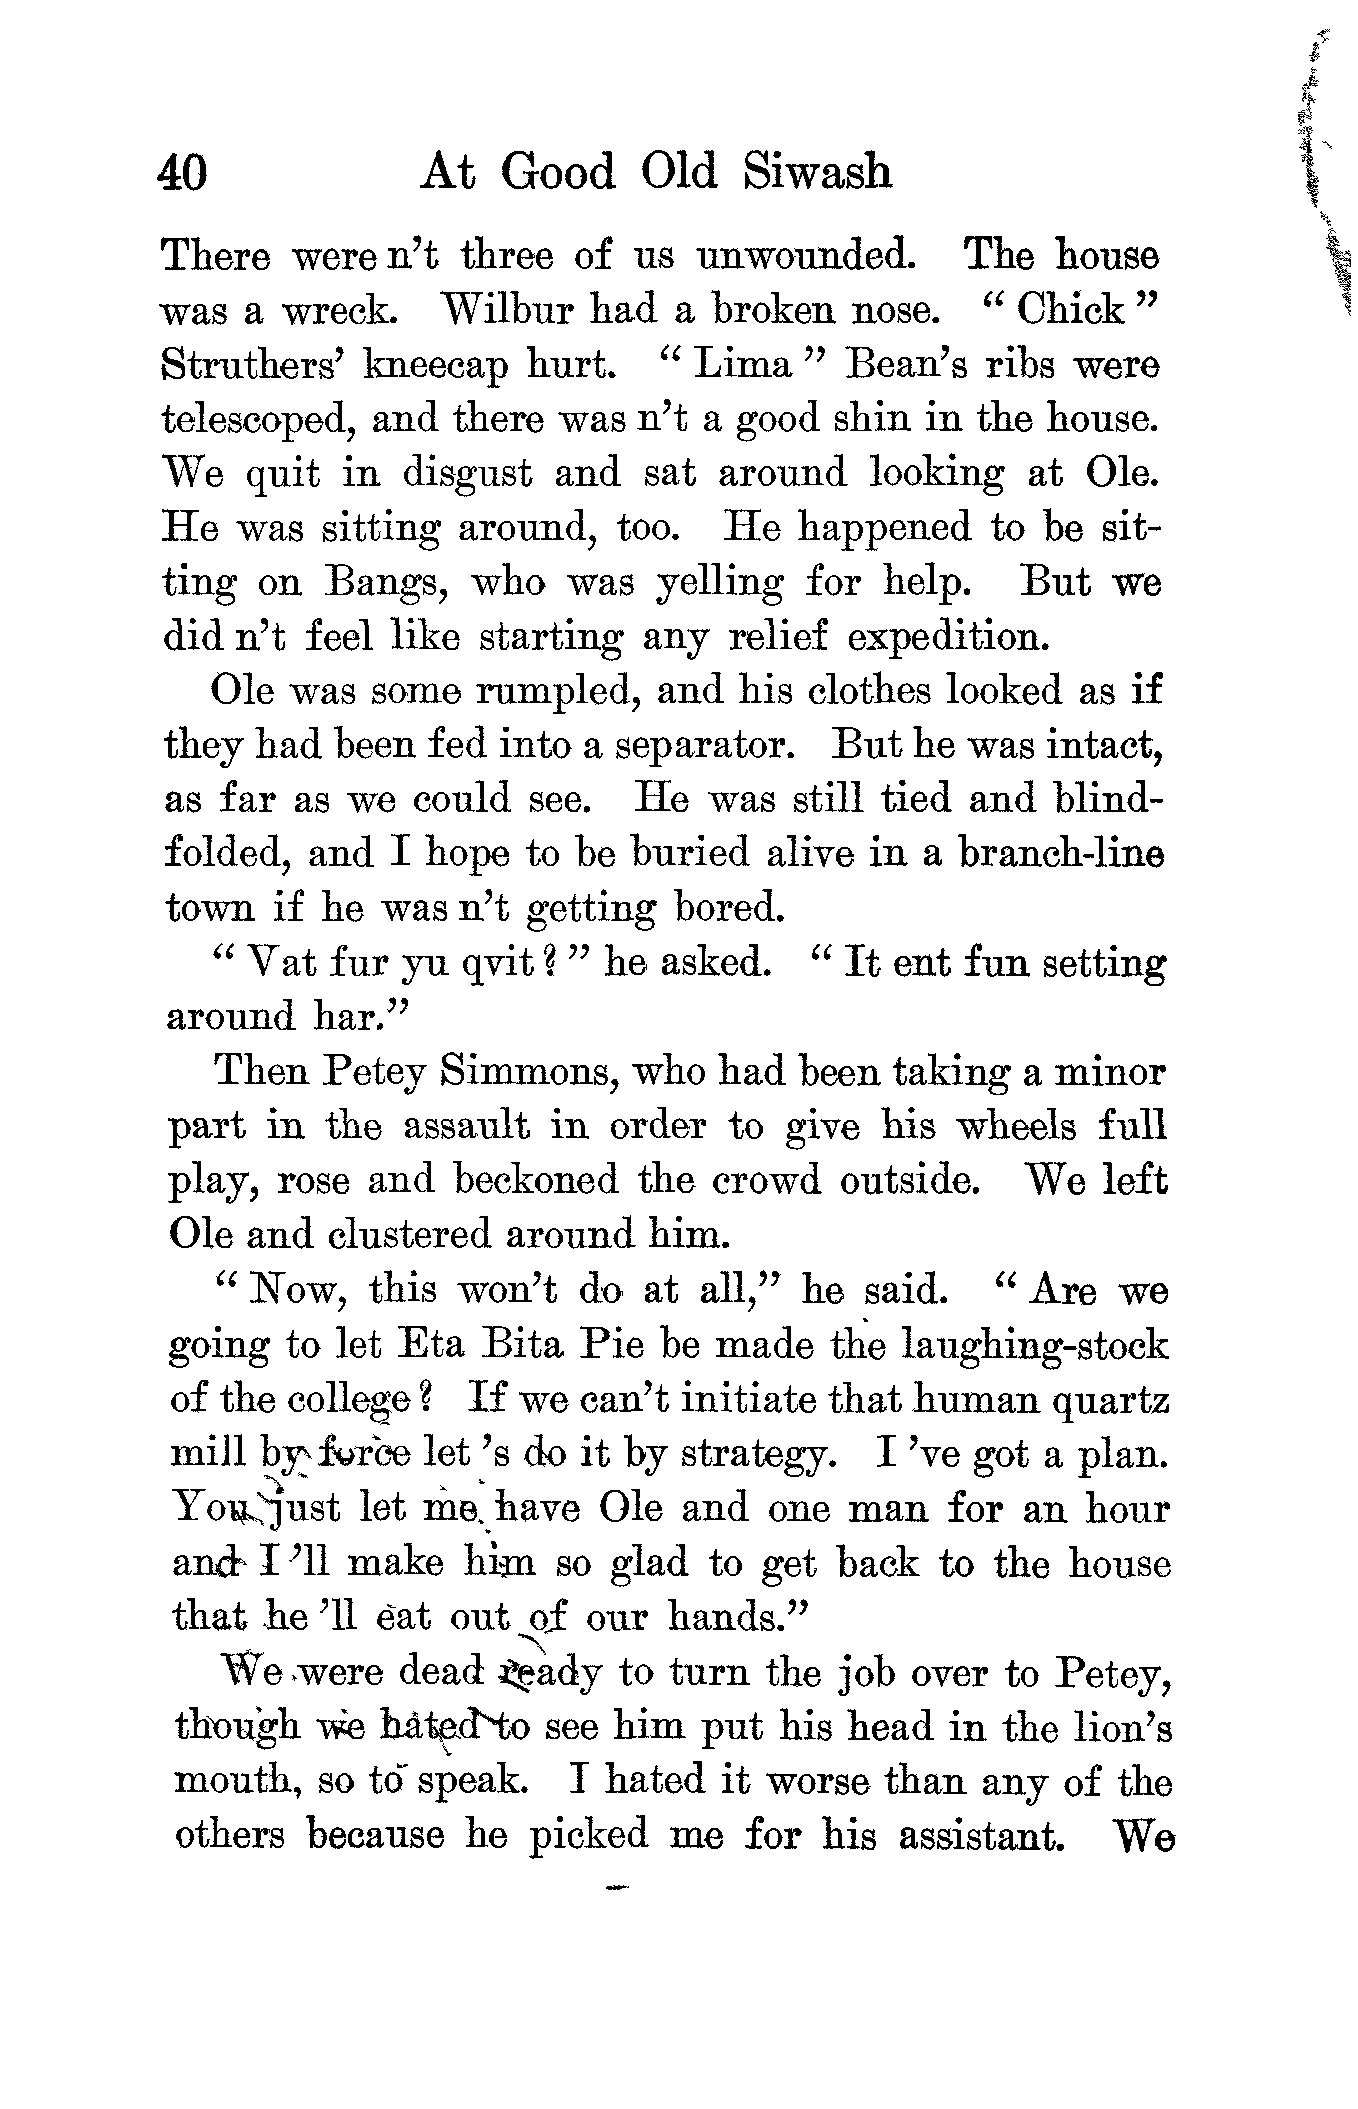 40 At Good Old Siwash
There were n't three of us unwounded. The house
was a wreck. Wilbur had a broken nose. " Chick "
Struthers' kneecap hurt. " Lima " Bean's ribs were
telescoped, and there was n't a good shin in the house.
We quit in disgust and sat around looking at Ole.
He was sitting around, too. He happened to be sit-
ting on Bangs, who was yelling for help. But we
did n't feel like starting any relief expedition.
Ole was some rumpled, and his clothes looked as if
they had been fed into a separator. But he was intact,
as far as we could see. He was still tied and blind-
folded, and I hope to be buried alive in a branch-line
town if he was n't getting bored.
" Vat fur yu qvit ? " he asked. " It ent fun setting
around har."
Then Petey Simmons, who had been taking a minor
part in the assault in order to give his wheels full
play, rose and beckoned the crowd outside. We left
Ole and clustered around him.
" Now, this won't do at all," he said. " Are we
going to let Eta Bita Pie be made the laughing-stock
of the college ? If we can't initiate that human quartz
mill by force let 's do it by strategy. I 've got a plan.
You just let me have Ole and one man for an hour
and I 'll make him so glad to get back to the house
that he 'll eat out of our hands."
We were dead ready to turn the job over to Petey,
though we hated to see him put his head in the lion's
mouth, so to speak. I hated it worse than any of the
others because he picked me for his assistant. We